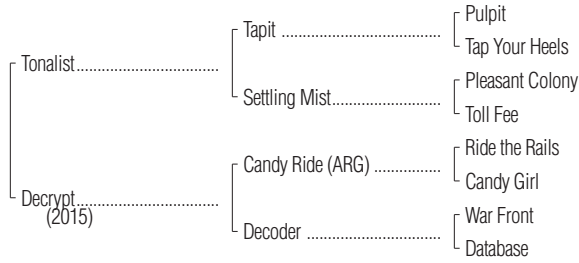 Pulpit
Tapit ........................................
Tap Your Heels
Tonalist....................................
Pleasant Colony
Settling Mist...........................
Toll Fee
Ride the Rails
Candy Ride (ARG) .................
Candy Girl
Decrypt....................................
(2015)
War Front
Decoder .................................
Database